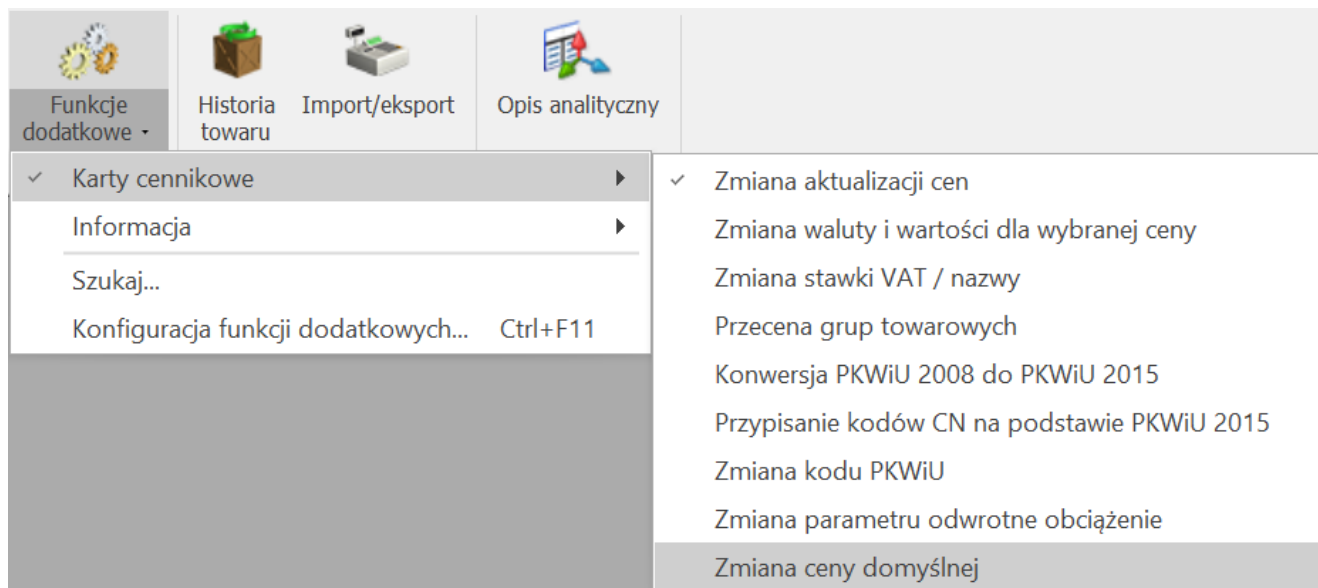 Funkcje
dodatkowe
Historia
towaru
Import/eksport
Opis analityczny
Karty cennikowe
Informacja
Szukaj...
Konfiguracja funkcji dodatkowych... Ctrl+F11
Zmiana aktualizacji cen
Zmiana waluty i wartości dla wybranej ceny
Zmiana stawki VAT / nazwy
Przecena grup towarowych
Konwersja PKWiU 2008 do PKWiU 2015
Przypisanie kodów CN na podstawie PKWiU 2015
Zmiana kodu PKWiU
Zmiana parametru odwrotne obciążenie
Zmiana ceny domyślnej